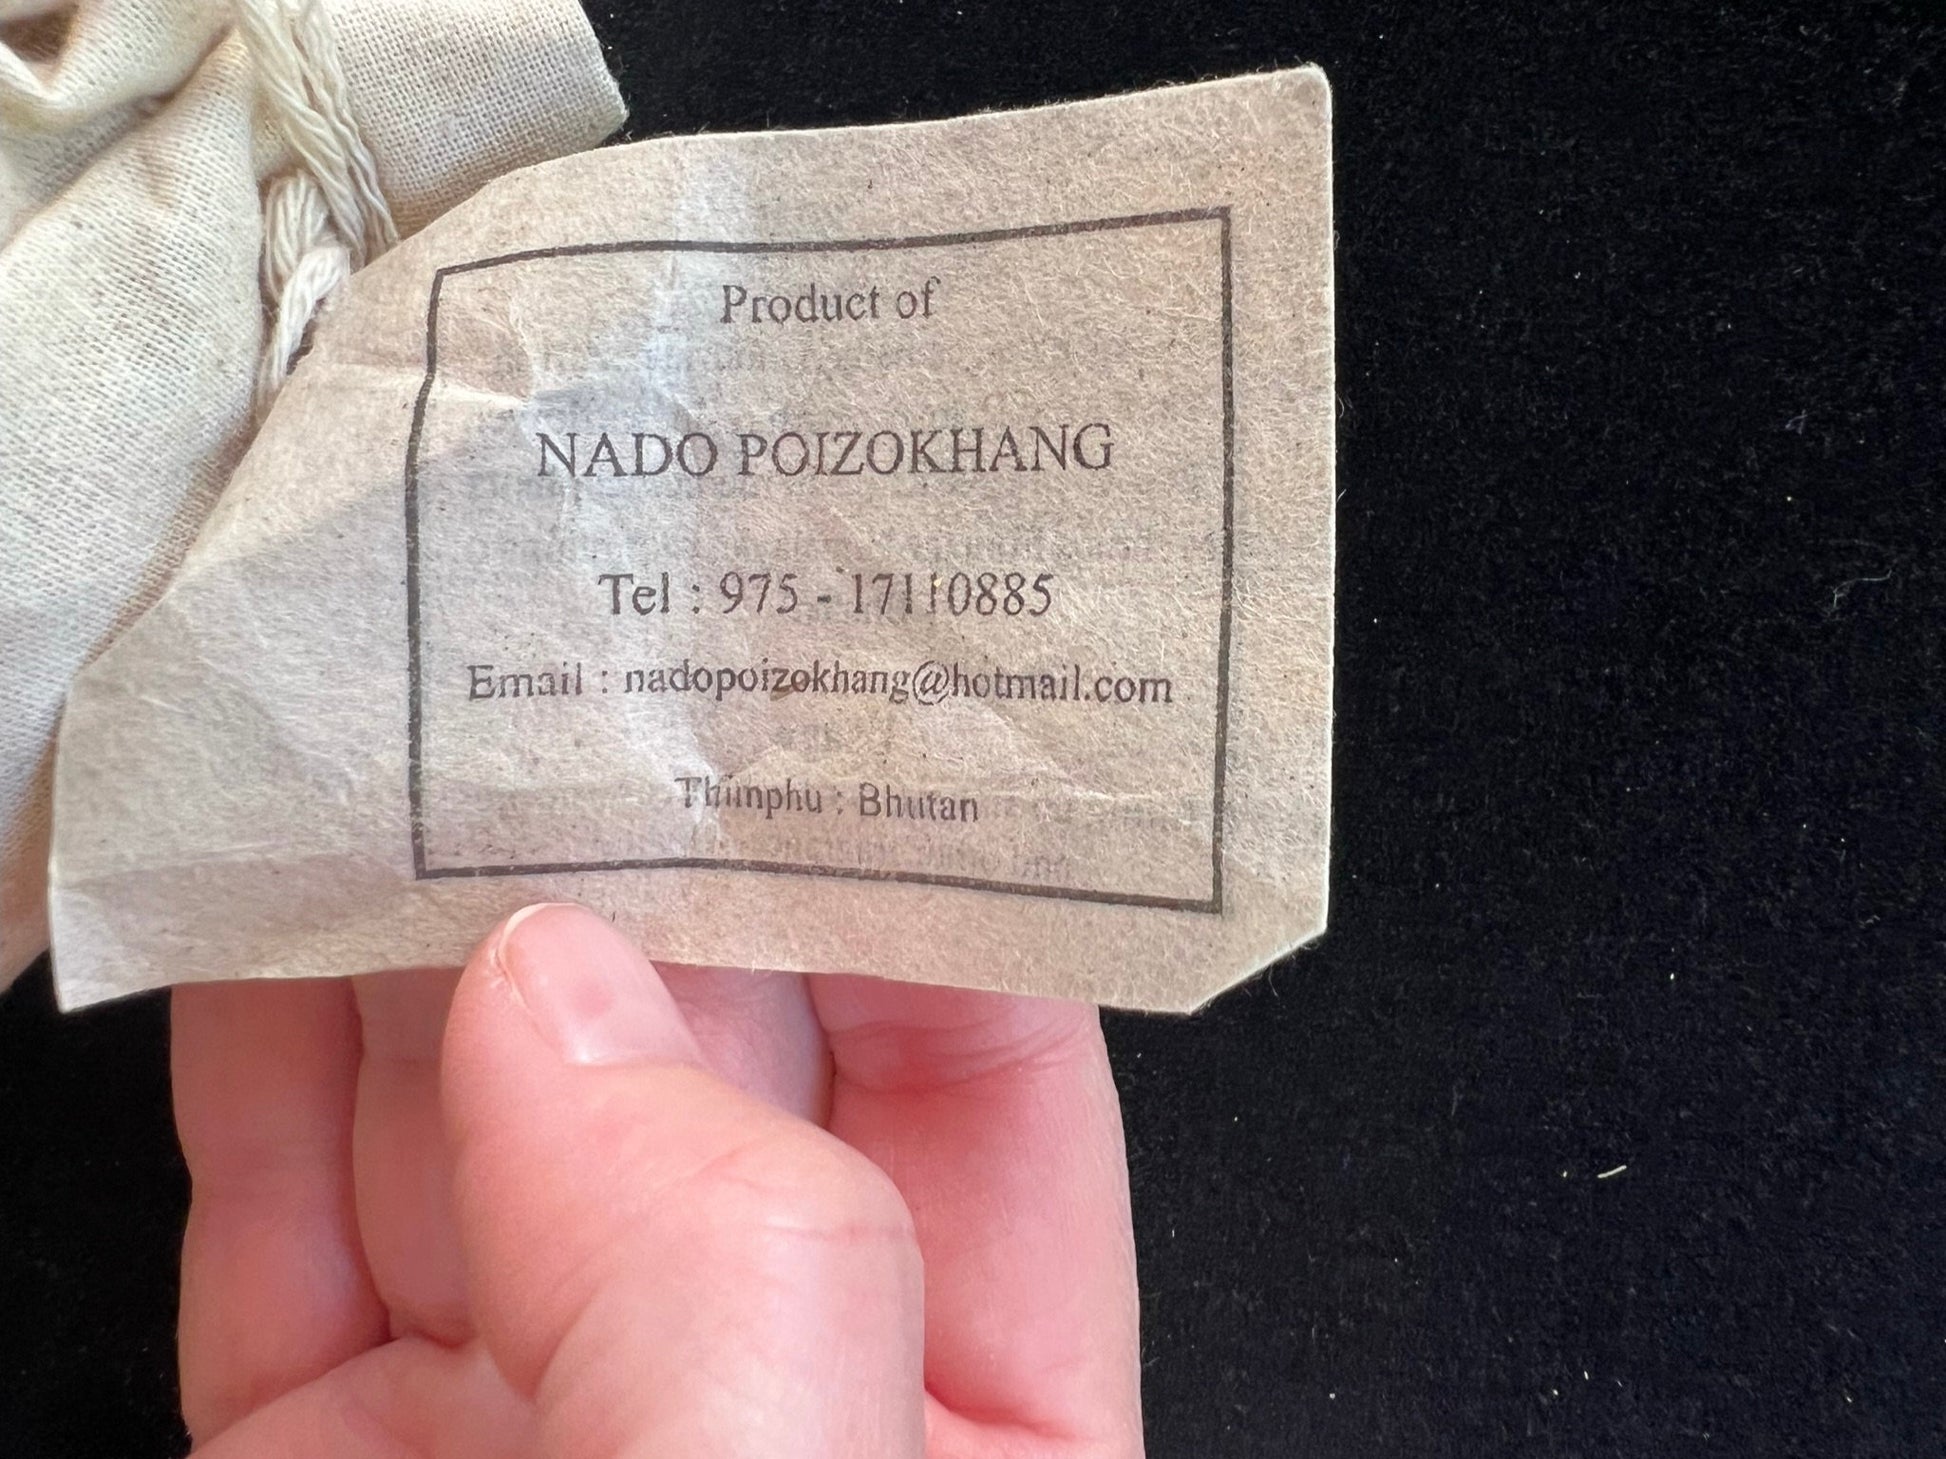 Product of
NADO POIZOKHANG
Tel : 975 - 17110885
Email : nadopoizokhang@hotmail.com
Thimphu : Bhutan